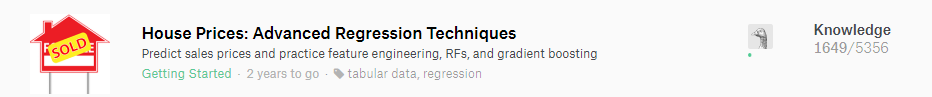 SOLD
House Prices: Advanced Regression Techniques
Predict sales prices and practice feature engineering, RFs, and gradient boosting
Getting Started · 2 years to go · tabular data, regression
Knowledge
1649/5356